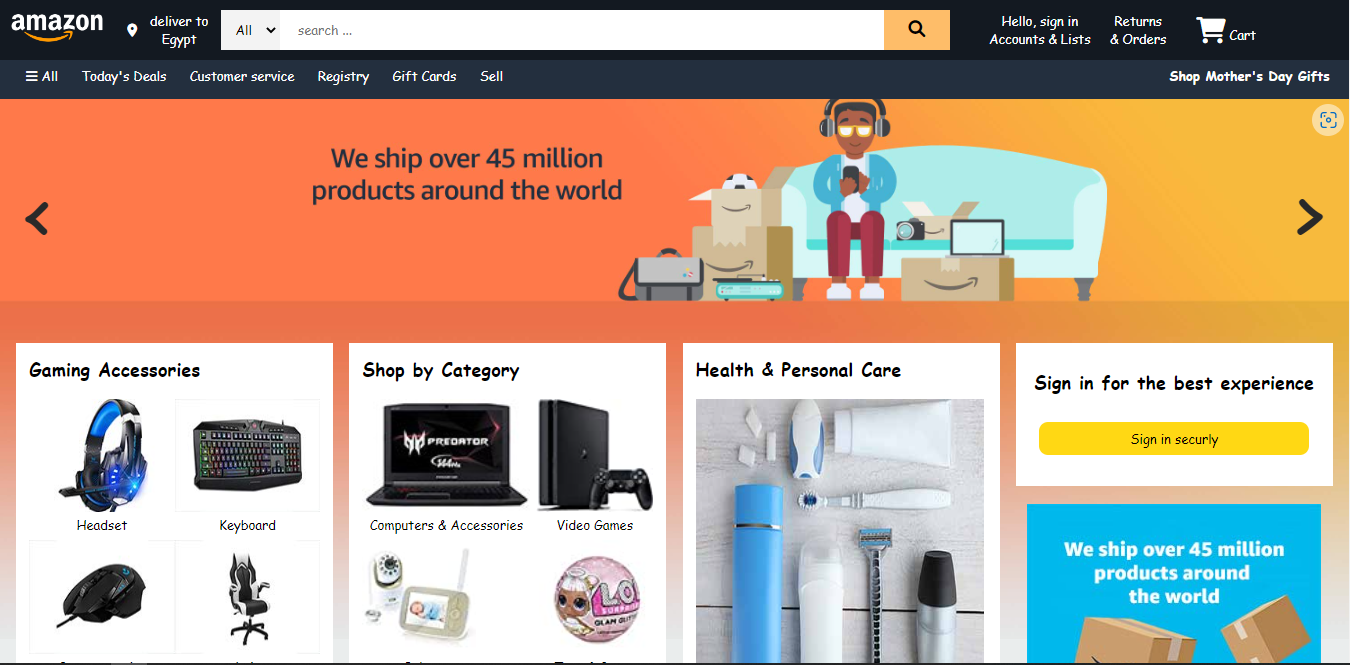 amazon
deliver to
Egypt
All
search ...
Hello, sign in
Accounts & Lists
Returns
& Orders
Cart
All
Today's Deals
Customer service
Registry
Gift Cards
Sell
Shop Mother's Day Gifts
We ship over 45 million
products around the world
Gaming Accessories
Shop by Category
Health & Personal Care
Sign in for the best experience
Sign in securly
PREDATOR
Headset
Keyboard
Computers & Accessories
Video Games
We ship over 45 million
products around
the world
L.O.L.
SURPRISE